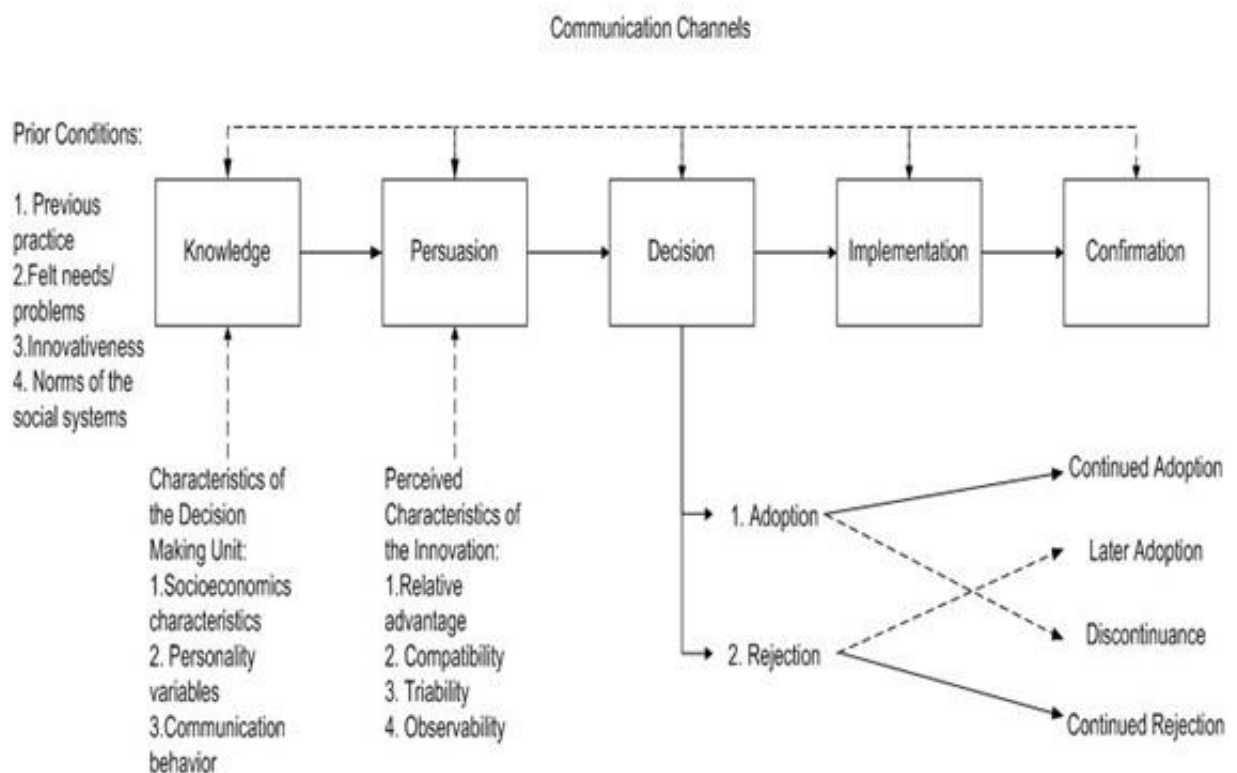 Communication Channels
Prior Conditions:
1. Previous
practice
2.Felt needs/
problems
3.Innovativeness
4. Norms of the
social systems
Knowledge
Persuasion
Decision
Implementation
Confirmation
Characteristics of
the Decision
Making Unit:
1.Socioeconomics
characteristics
2. Personality
variables
3.Communication
behavior
Perceived
Characteristics of
the Innovation:
1.Relative
advantage
2. Compatibility
3. Triability
4. Observability
1. Adoption
2. Rejection
Continued Adoption
Later Adoption
Discontinuance
Continued Rejection